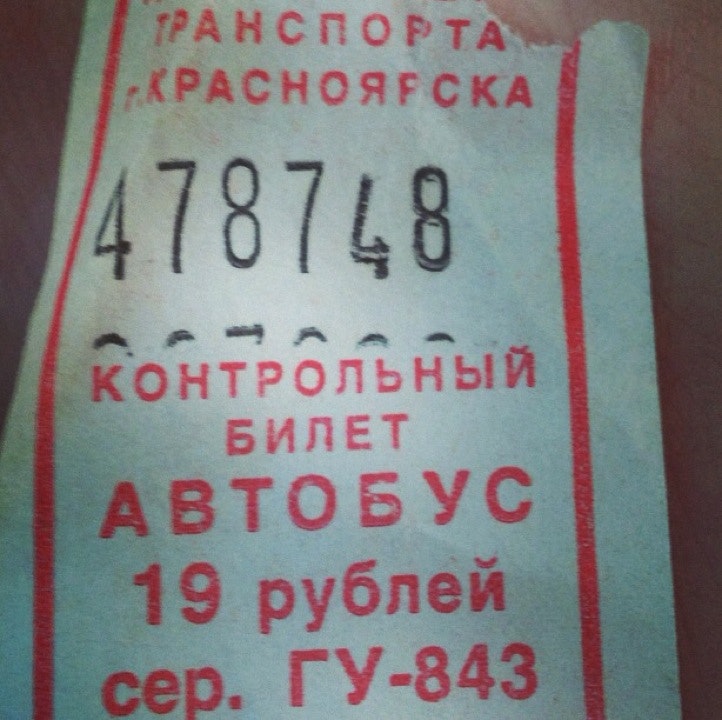 ТРАНСПОРТА
г.КРАСНОЯРСКА
478748
КОНТРОЛЬНЫЙ
БИЛЕТ
АВТОБУС
19 рублей
сер. ГУ-843